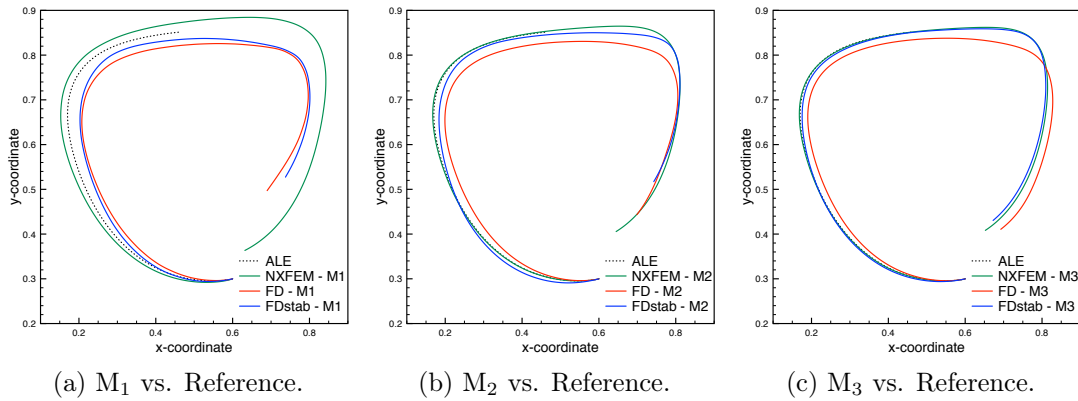 0.9
0.8
0.7
0.6
0.5
0.4
0.3
0.2
y-coordinate
0.2
0.4
0.6
0.8
x-coordinate
ALE
NXFEM - M1
FD - M1
FDstab - M1
(a) M₁ vs. Reference.
0.9
0.8
0.7
0.6
0.5
0.4
0.3
0.2
y-coordinate
0.2
0.4
0.6
0.8
x-coordinate
ALE
NXFEM - M2
FD - M2
FDstab - M2
(b) M₂ vs. Reference.
0.9
0.8
0.7
0.6
0.5
0.4
0.3
0.2
y-coordinate
0.2
0.4
0.6
0.8
x-coordinate
ALE
NXFEM - M3
FD - M3
FDstab - M3
(c) M₃ vs. Reference.